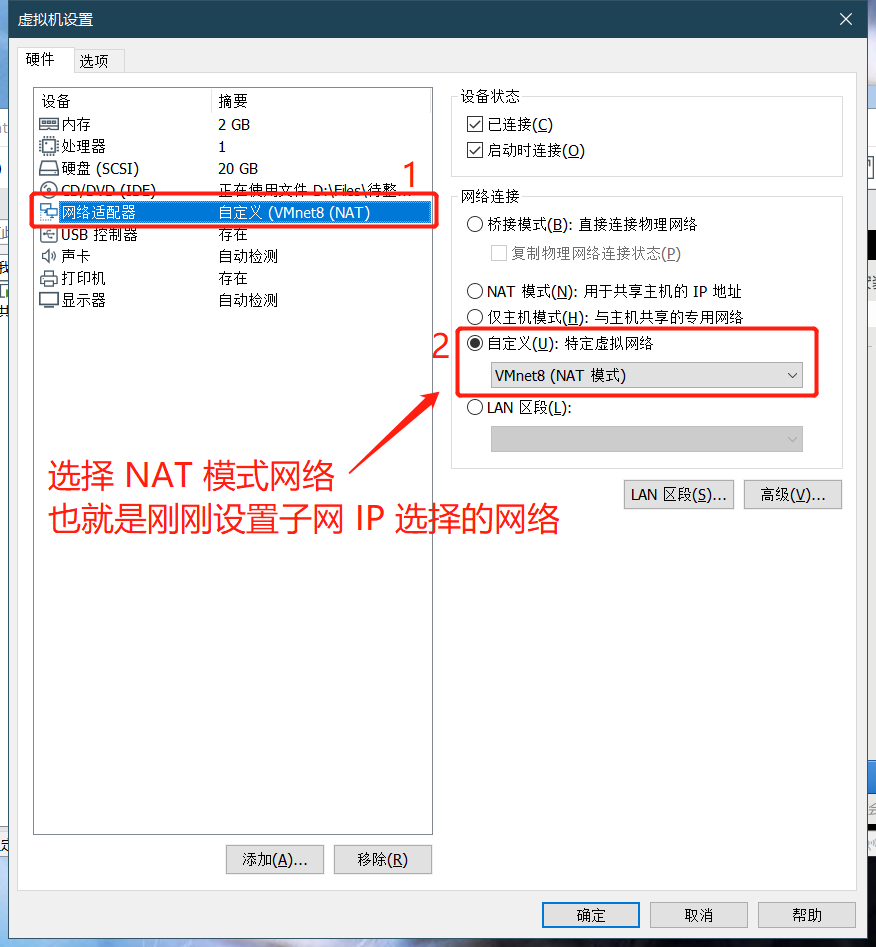 虚拟机设置
硬件 选项
设备 摘要
内存 2 GB
处理器 1
硬盘 (SCSI) 20 GB
CD/DVD (IDE) 正在使用文件 D:\Files\待整...
网络适配器 自定义 (VMnet8 (NAT)
USB 控制器 存在
声卡 自动检测
打印机 存在
显示器 自动检测
1
添加(A)... 移除(R)
设备状态
已连接(C)
启动时连接(O)
网络连接
桥接模式(B): 直接连接物理网络
复制物理网络连接状态(P)
NAT 模式(N): 用于共享主机的 IP 地址
仅主机模式(H): 与主机共享的专用网络
2
自定义(U): 特定虚拟网络
VMnet8 (NAT 模式)
LAN 区段(L):
LAN 区段(S)... 高级(V)...
选择 NAT 模式网络
也就是刚刚设置子网 IP 选择的网络
确定 取消 帮助